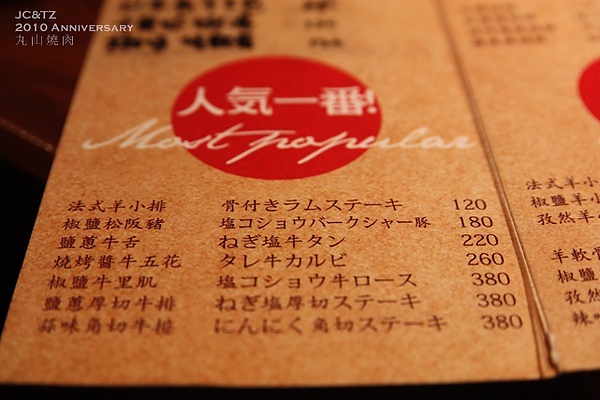 JC&TZ
2010 ANNIVERSARY
丸山燒肉
人気一番!
Most popular
法式羊小排 骨付きラムステーキ 120
椒鹽松阪豬 塩コショウバークシャー豚 180
鹽蔥牛舌 ねぎ塩牛タン 220
燒烤醬牛五花 タレ牛カルビ 260
椒鹽牛里肌 塩コショウ牛ロース 380
鹽蔥厚切牛排 ねぎ塩厚切ステーキ 380
蒜味角切牛排 にんにく角切ステーキ 380
法式羊小
椒鹽羊小
孜然羊小
羊軟骨
椒鹽
孜然
辣味